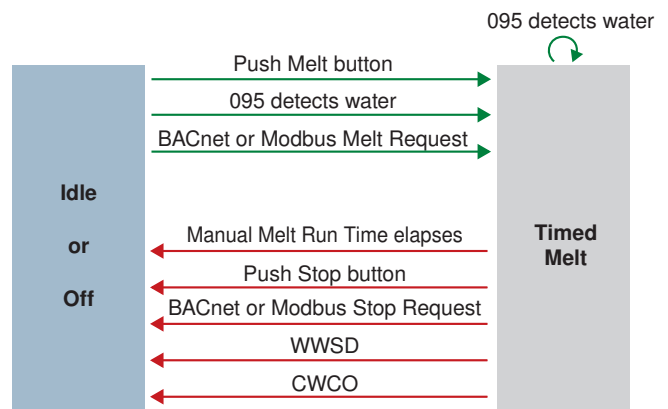 095 detects water
Push Melt button
095 detects water
BACnet or Modbus Melt Request
Idle
or
Off
Manual Melt Run Time elapses
Push Stop button
BACnet or Modbus Stop Request
WWSD
CWCO
Timed
Melt